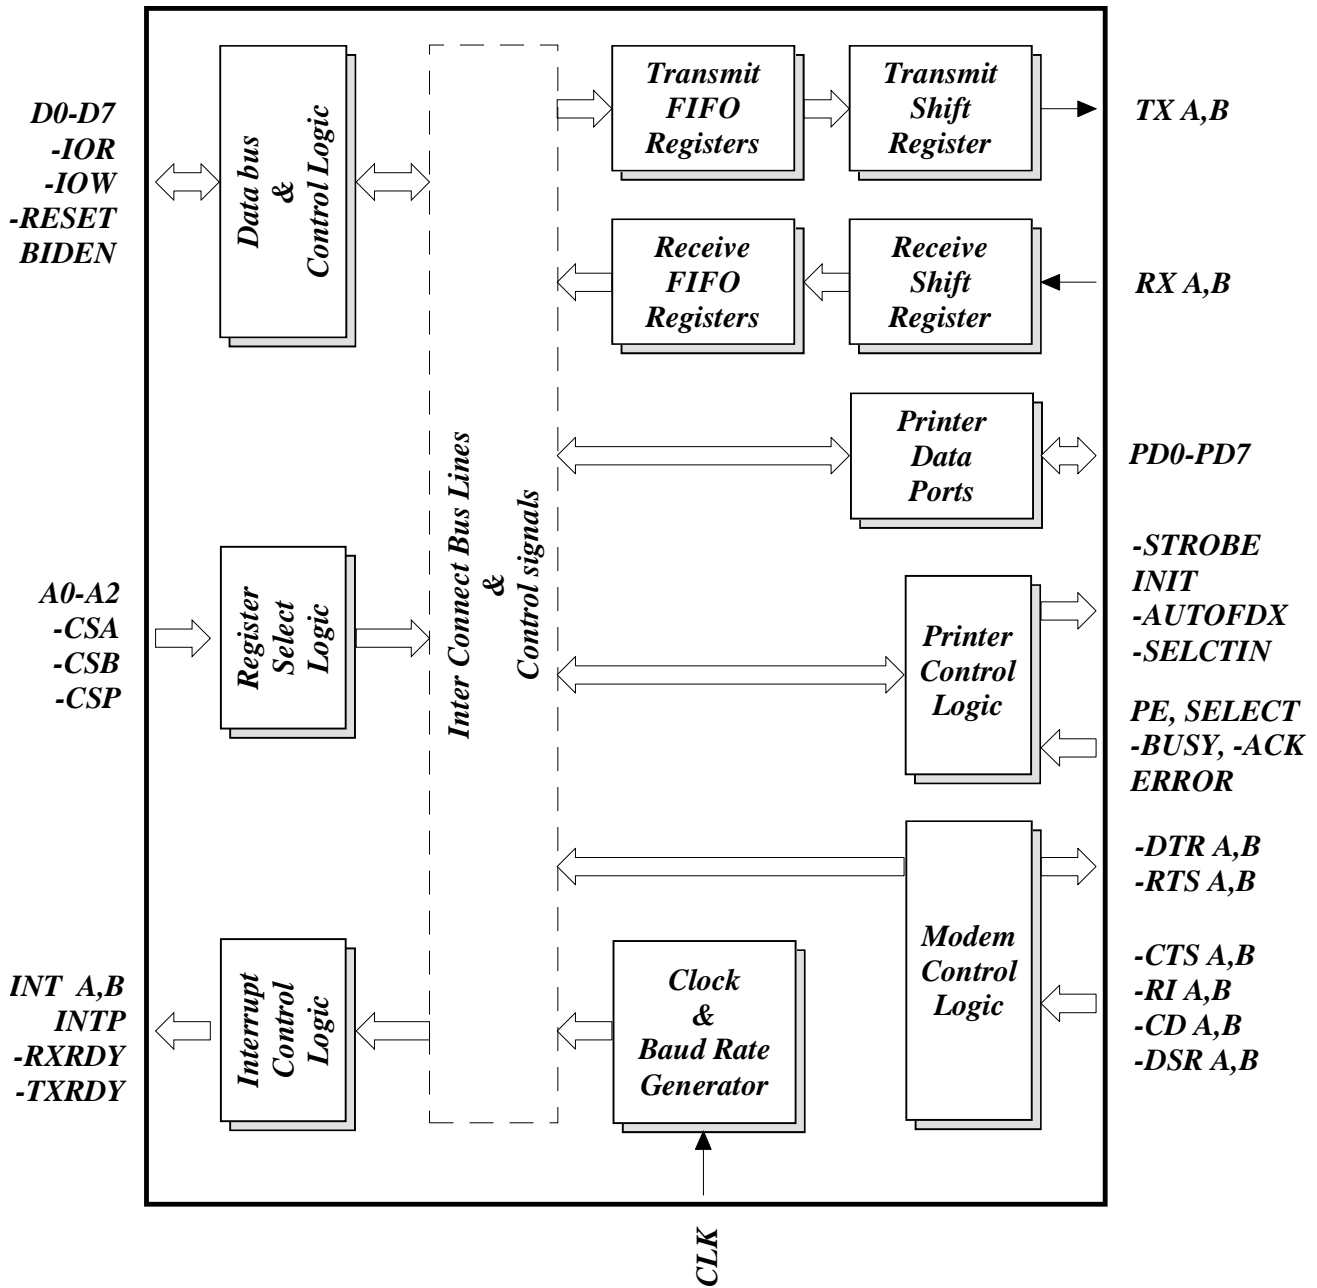 D0-D7
-IOR
-IOW
-RESET
BIDEN
Data bus
&
Control Logic
A0-A2
-CSA
-CSB
-CSP
Register
Select
Logic
INT A,B
INTP
-RXRDY
-TXRDY
Interrupt
Control
Logic
Inter Connect Bus Lines
&
Control signals
Transmit
FIFO
Registers
Transmit
Shift
Register
TX A,B
Receive
FIFO
Registers
Receive
Shift
Register
RX A,B
Printer
Data
Ports
PD0-PD7
Printer
Control
Logic
-STROBE
INIT
-AUTOFDX
-SELCTIN
PE, SELECT
-BUSY, -ACK
ERROR
Modem
Control
Logic
-DTR A,B
-RTS A,B
-CTS A,B
-RI A,B
-CD A,B
-DSR A,B
Clock
&
Baud Rate
Generator
CLK